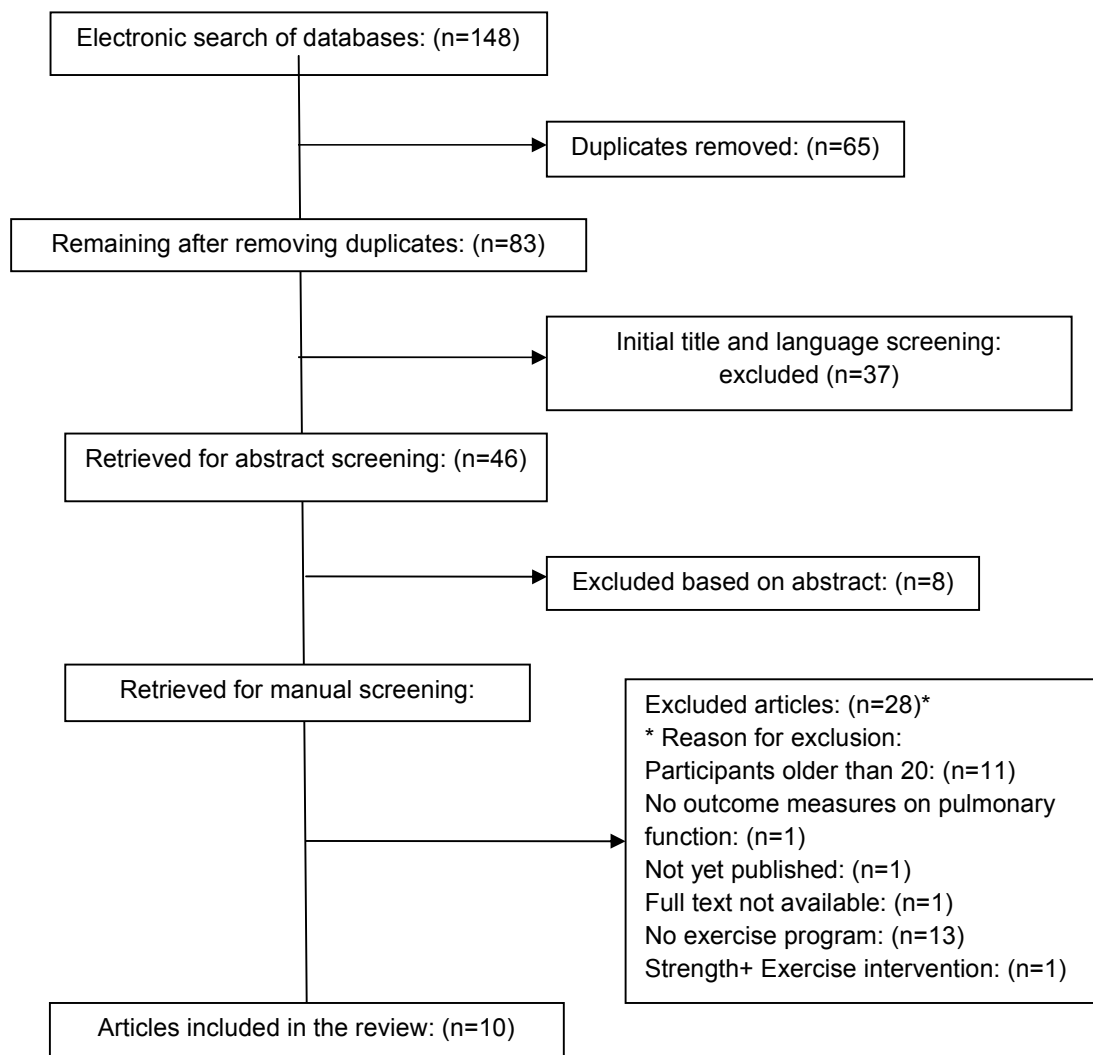 Electronic search of databases: (n=148)
Duplicates removed: (n=65)
Remaining after removing duplicates: (n=83)
Initial title and language screening:
excluded (n=37)
Retrieved for abstract screening: (n=46)
Excluded based on abstract: (n=8)
Retrieved for manual screening:
Excluded articles: (n=28)*
* Reason for exclusion:
Participants older than 20: (n=11)
No outcome measures on pulmonary
function: (n=1)
Not yet published: (n=1)
Full text not available: (n=1)
No exercise program: (n=13)
Strength+ Exercise intervention: (n=1)
Articles included in the review: (n=10)